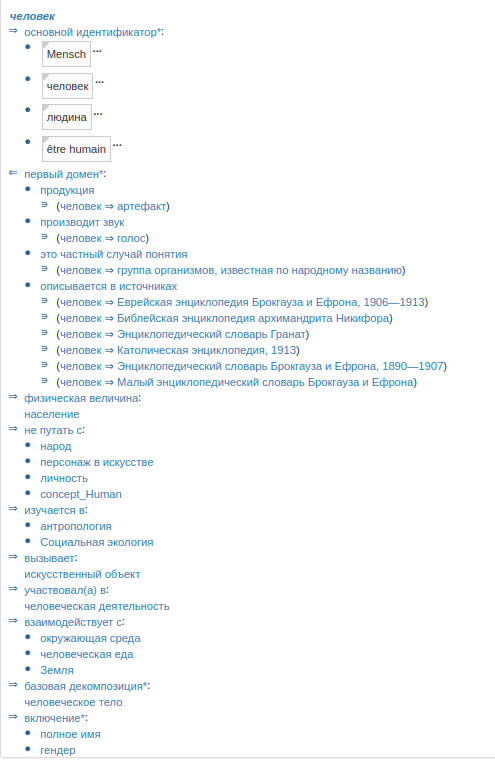 человек
⇒ основной идентификатор*:
• Mensch ...
• человек ...
• людина ...
• être humain ...
⇐ первый домен*:
• продукция
∍ (человек ⇒ артефакт)
• производит звук
∍ (человек ⇒ голос)
• это частный случай понятия
∍ (человек ⇒ группа организмов, известная по народному названию)
• описывается в источниках
∍ (человек ⇒ Еврейская энциклопедия Брокгауза и Ефрона, 1906—1913)
∍ (человек ⇒ Библейская энциклопедия архимандрита Никифора)
∍ (человек ⇒ Энциклопедический словарь Гранат)
∍ (человек ⇒ Католическая энциклопедия, 1913)
∍ (человек ⇒ Энциклопедический словарь Брокгауза и Ефрона, 1890—1907)
∍ (человек ⇒ Малый энциклопедический словарь Брокгауза и Ефрона)
⇒ физическая величина:
население
⇒ не путать с:
• народ
• персонаж в искусстве
• личность
• concept_Human
⇒ изучается в:
• антропология
• Социальная экология
⇒ вызывает:
искусственный объект
⇒ участвовал(а) в:
человеческая деятельность
⇒ взаимодействует с:
• окружающая среда
• человеческая еда
• Земля
⇒ базовая декомпозиция*:
человеческое тело
⇒ включение*:
• полное имя
• гендер